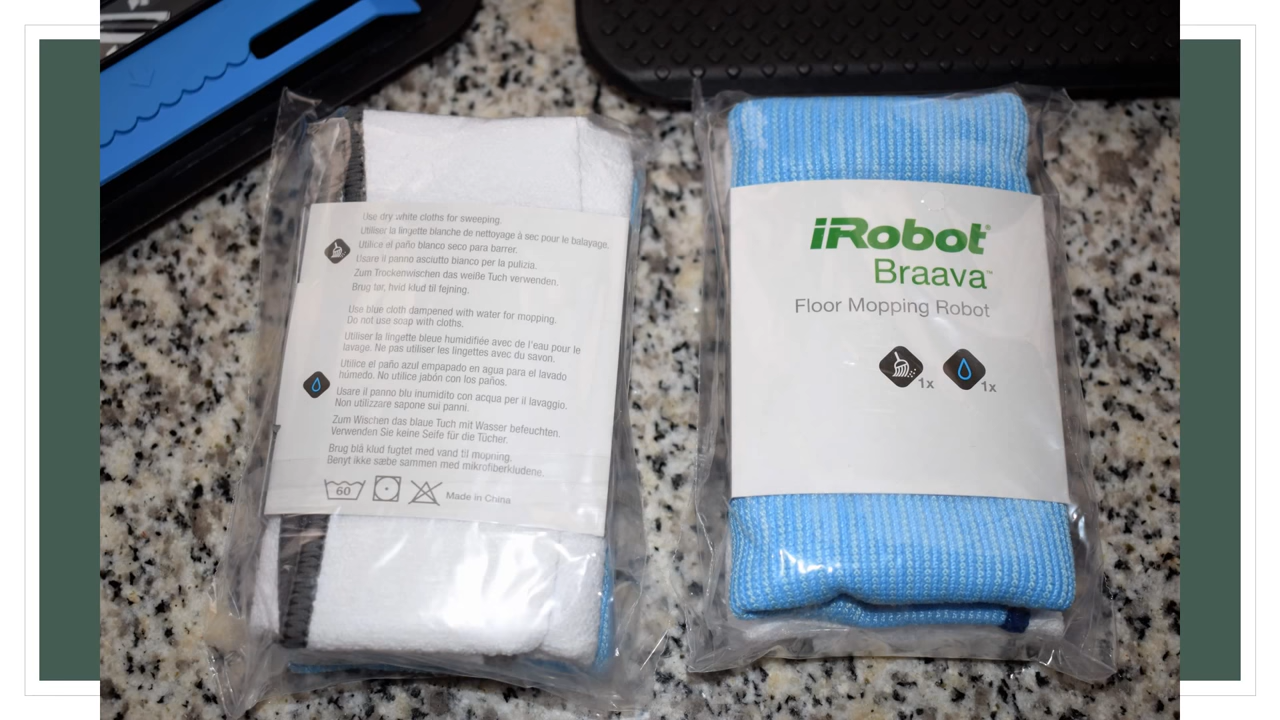 Use dry white cloths for sweeping.
Utiliser la lingette blanche de nettoyage à sec pour le balayage.
Utilice el paño blanco seco para barrer.
Usare il panno asciutto bianco per la pulizia.
Zum Trockenwischen das weiße Tuch verwenden.
Brug tør, hvid klud til fejning.
Use blue cloth dampened with water for mopping.
Do not use soap with cloths.
Utiliser la lingette bleue humidifiée avec de l'eau pour le
lavage. Ne pas utiliser les lingettes avec du savon.
Utilice el paño azul empapado en agua para el lavado
húmedo. No utilice jabón con los paños.
Usare il panno blu inumidito con acqua per il lavaggio.
Non utilizzare sapone sui panni.
Zum Wischen das blaue Tuch mit Wasser befeuchten.
Verwenden Sie keine Seife für die Tücher.
Brug blå klud fugtet med vand til mopning.
Benyt ikke sæbe sammen med mikrofiberkludene.
60 Made in China
iRobot®
Braava™
Floor Mopping Robot
1x 1x